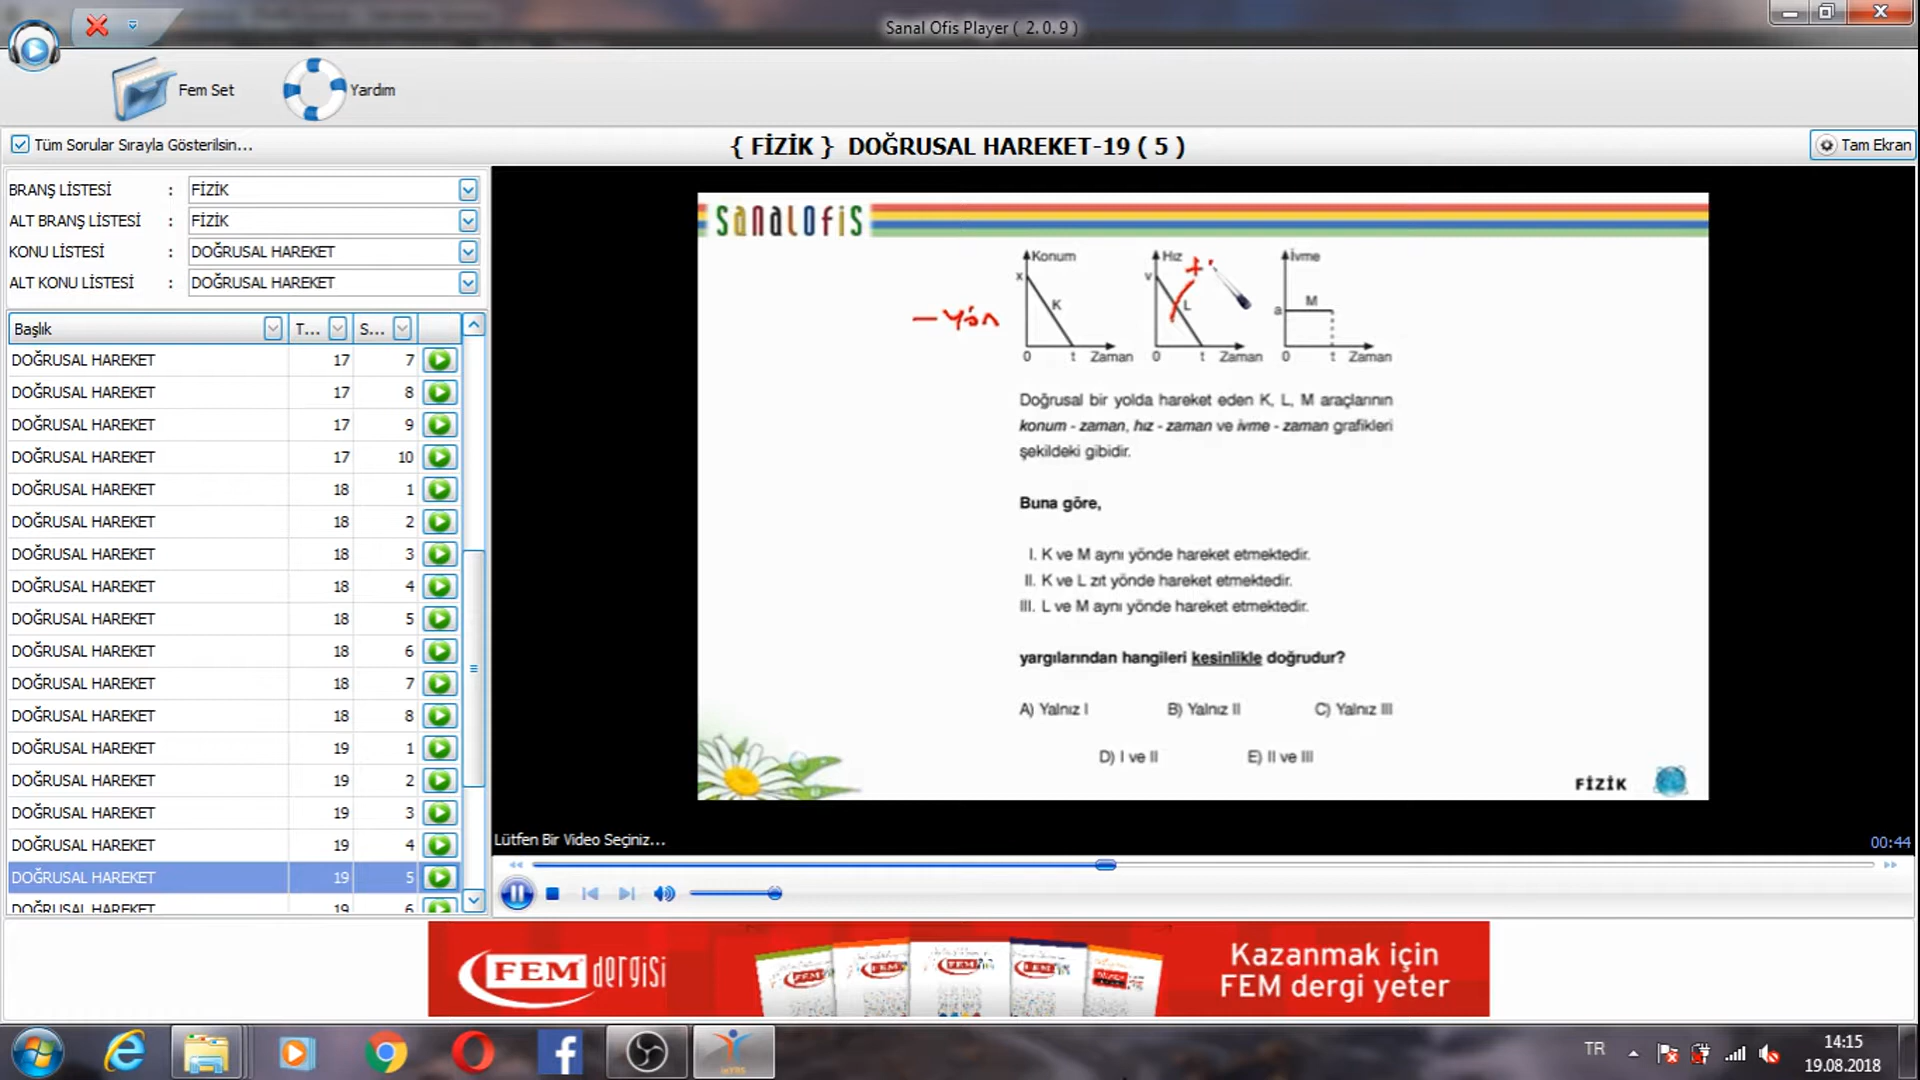 Sanal Ofis Player ( 2.0.9 )
Fem Set
Yardım
Tüm Sorular Sırayla Gösterilsin...
{ FİZİK } DOĞRUSAL HAREKET-19 ( 5 )
Tam Ekran
BRANŞ LİSTESİ : FİZİK
ALT BRANŞ LİSTESİ : FİZİK
KONU LİSTESİ : DOĞRUSAL HAREKET
ALT KONU LİSTESİ : DOĞRUSAL HAREKET
Başlık T... S...
DOĞRUSAL HAREKET 17 7
DOĞRUSAL HAREKET 17 8
DOĞRUSAL HAREKET 17 9
DOĞRUSAL HAREKET 17 10
DOĞRUSAL HAREKET 18 1
DOĞRUSAL HAREKET 18 2
DOĞRUSAL HAREKET 18 3
DOĞRUSAL HAREKET 18 4
DOĞRUSAL HAREKET 18 5
DOĞRUSAL HAREKET 18 6
DOĞRUSAL HAREKET 18 7
DOĞRUSAL HAREKET 18 8
DOĞRUSAL HAREKET 19 1
DOĞRUSAL HAREKET 19 2
DOĞRUSAL HAREKET 19 3
DOĞRUSAL HAREKET 19 4
DOĞRUSAL HAREKET 19 5
DOĞRUSAL HAREKET 19 6
SANALOFİS
Konum
x
K
0 t Zaman
Hız
v
L
0 t Zaman
İvme
a
M
0 t Zaman
– Yön
+
Doğrusal bir yolda hareket eden K, L, M araçlarının
konum - zaman, hız - zaman ve ivme - zaman grafikleri
şekildeki gibidir.
Buna göre,
I. K ve M aynı yönde hareket etmektedir.
II. K ve L zıt yönde hareket etmektedir.
III. L ve M aynı yönde hareket etmektedir.
yargılarından hangileri kesinlikle doğrudur?
A) Yalnız I B) Yalnız II C) Yalnız III
D) I ve II E) II ve III
FİZİK
Lütfen Bir Video Seçiniz...
00:44
FEM dergisi
Kazanmak için
FEM dergi yeter
TR
14:15
19.08.2018